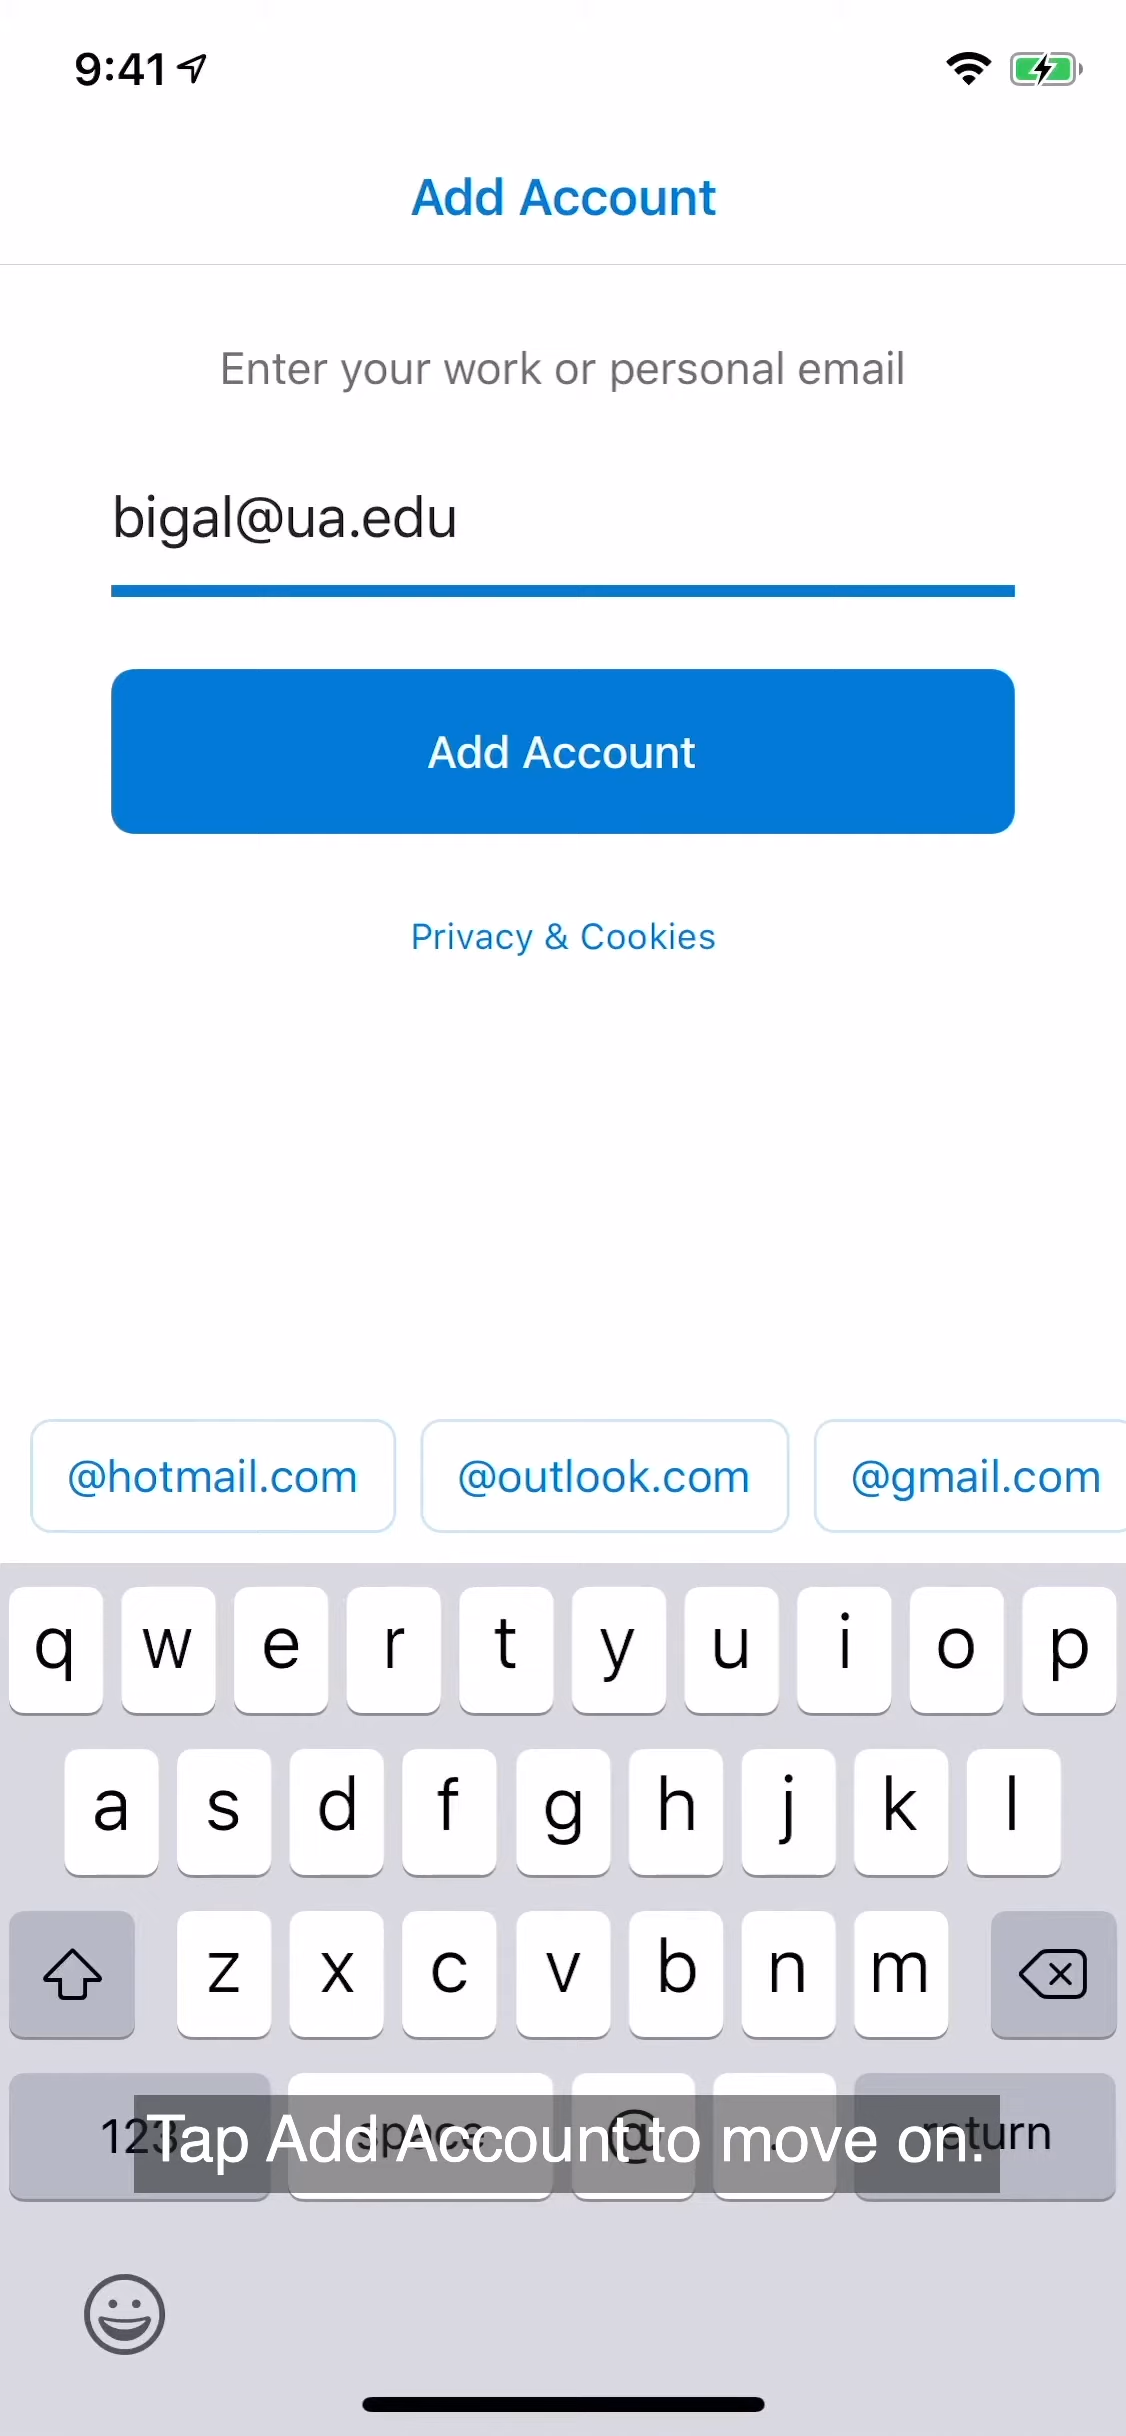 9:41
Add Account
Enter your work or personal email
bigal@ua.edu
Add Account
Privacy & Cookies
@hotmail.com @outlook.com @gmail.com
q w e r t y u i o p
a s d f g h j k l
z x c v b n m
123 space @ . return
Tap Add Account to move on.